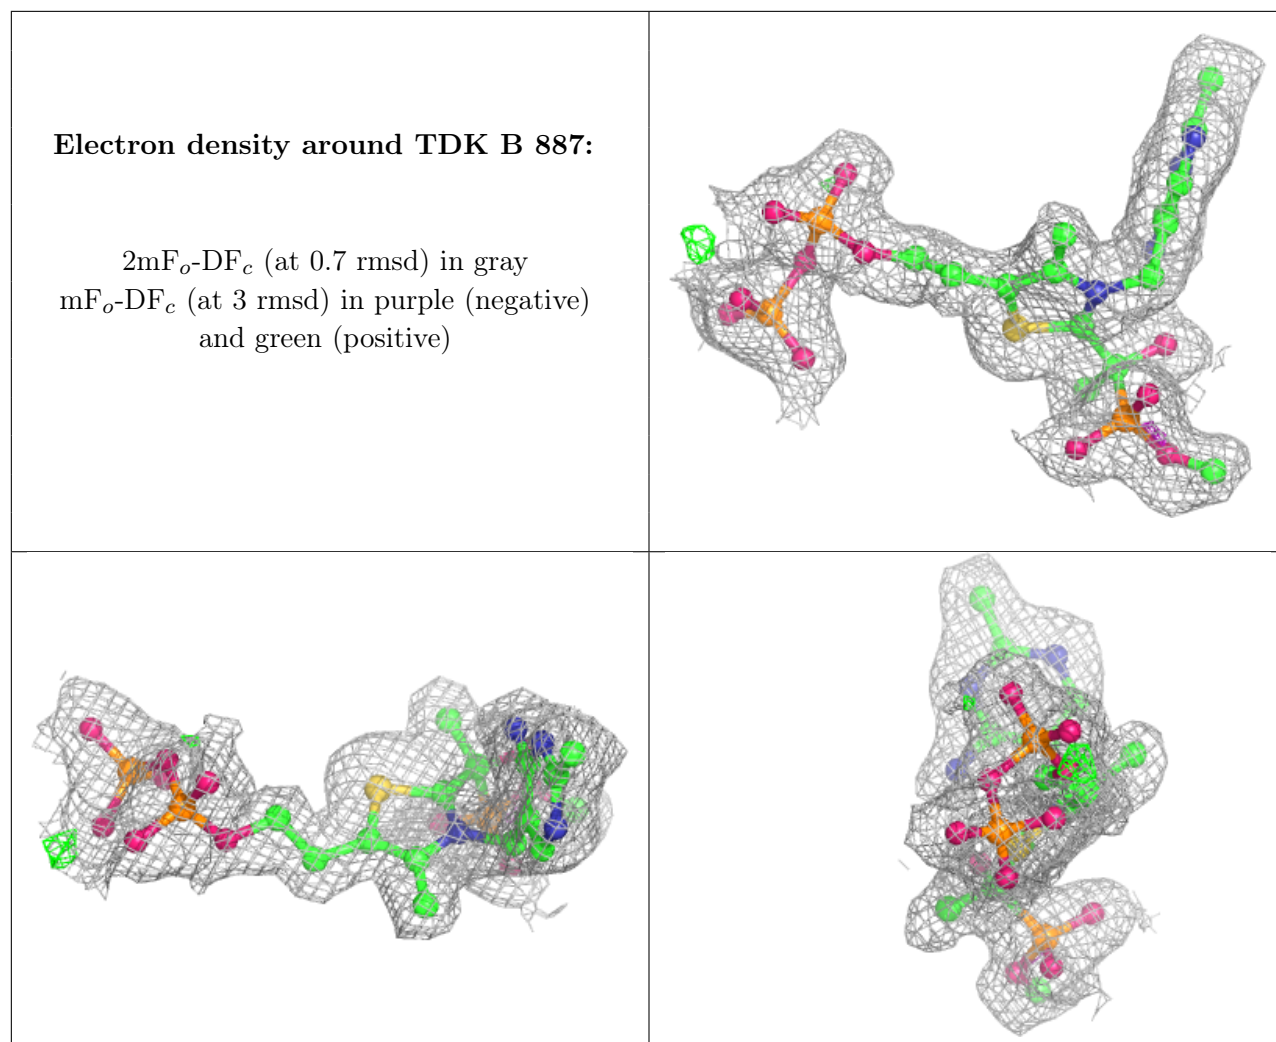 Electron density around TDK B 887:
2mFo-DFc (at 0.7 rmsd) in gray
mFo-DFc (at 3 rmsd) in purple (negative)
and green (positive)